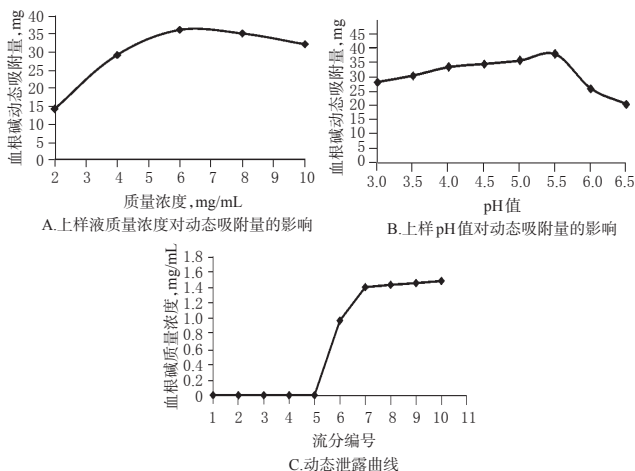 血根碱动态吸附量,mg
40
35
30
25
20
15
10
5
0
2 3 4 5 6 7 8 9 10
质量浓度,mg/mL
A.上样液质量浓度对动态吸附量的影响
血根碱动态吸附量,mg
45
40
35
30
25
20
15
10
5
0
3.0 3.5 4.0 4.5 5.0 5.5 6.0 6.5
pH值
B.上样pH值对动态吸附量的影响
血根碱质量浓度,mg/mL
1.8
1.6
1.4
1.2
1.0
0.8
0.6
0.4
0.2
0
1 2 3 4 5 6 7 8 9 10 11
流分编号
C.动态泄露曲线